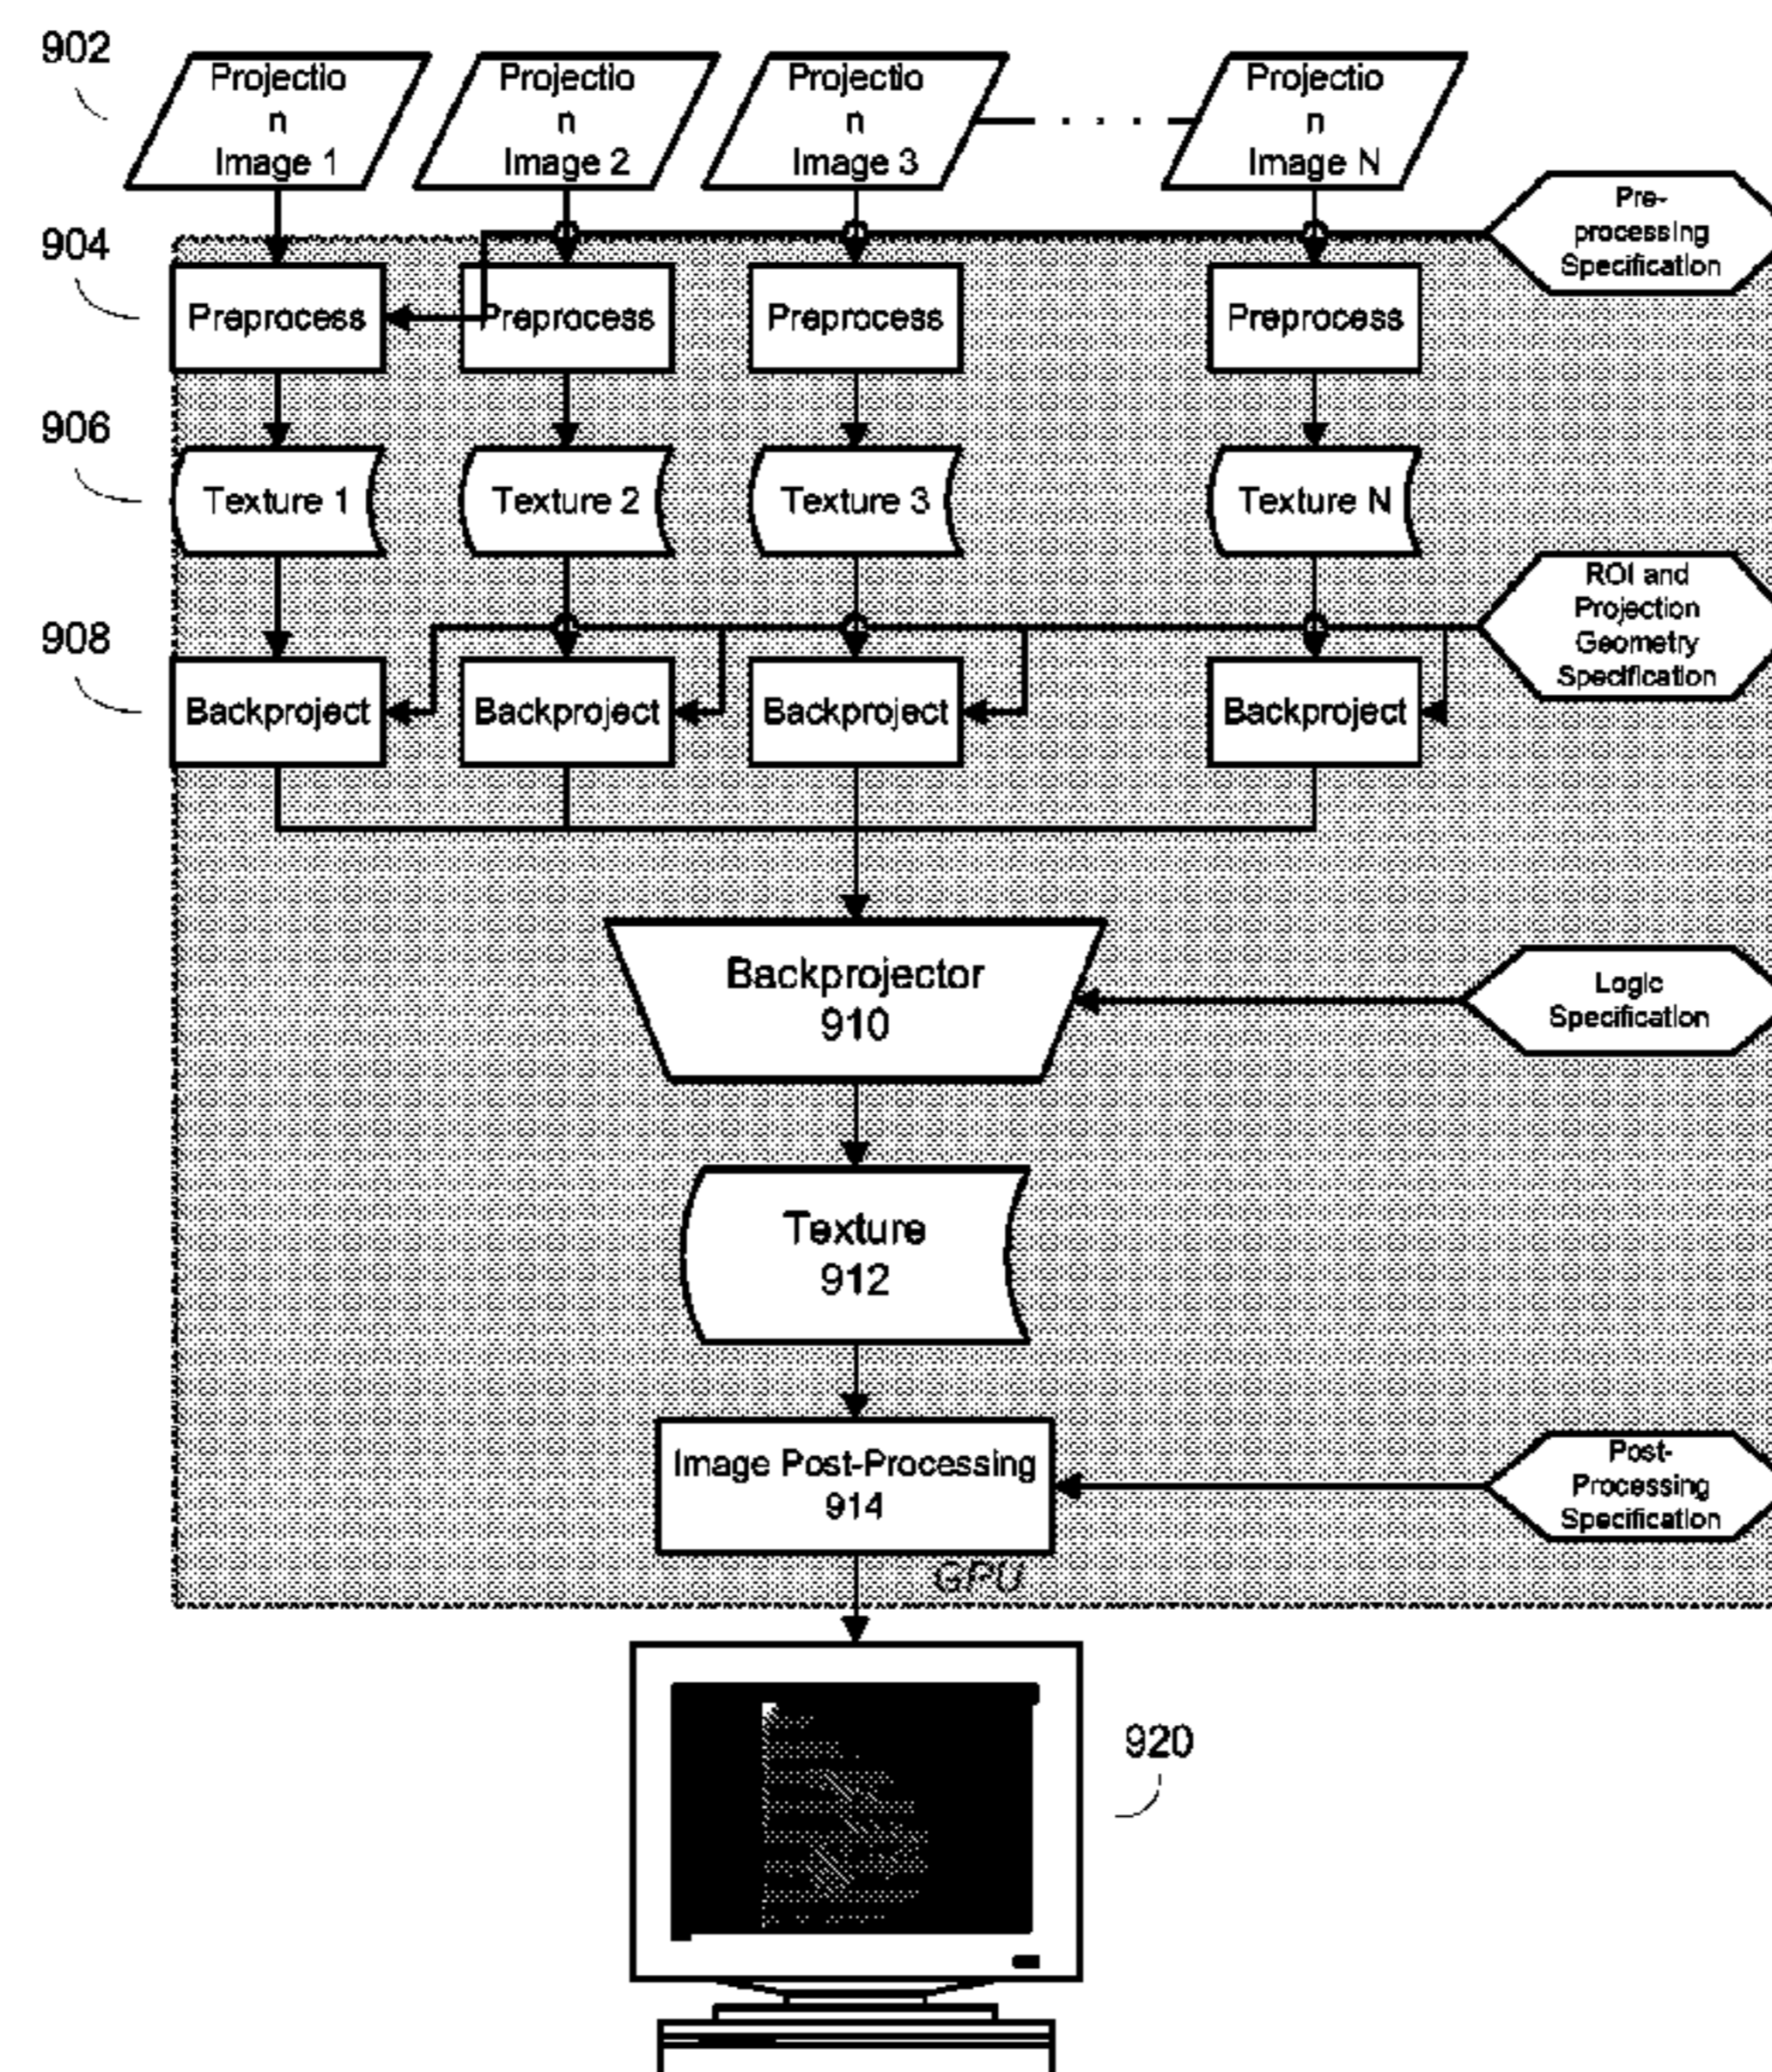 902
Projectio
n
Image 1
Projectio
n
Image 2
Projectio
n
Image 3
Projectio
n
Image N
Pre-
processing
Specification
904
Preprocess
Preprocess
Preprocess
Preprocess
906
Texture 1
Texture 2
Texture 3
Texture N
ROI and
Projection
Geometry
Specification
908
Backproject
Backproject
Backproject
Backproject
Backprojector
910
Logic
Specification
Texture
912
Image Post-Processing
914
Post-
Processing
Specification
GPU
920